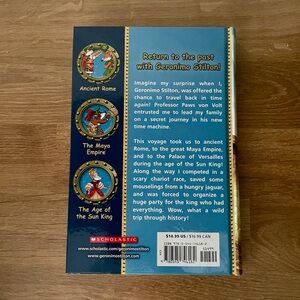 Ancient Rome
The Maya
Empire
The Age of
the Sun King
SCHOLASTIC
www.scholastic.com/
geronimostilton
www.geronimostilton.com
Return to the past
with Geronimo Stilton!
Imagine my surprise when I,
Geronimo Stilton, was offered the
chance to travel back in time
again! Professor Paws von Volt
entrusted me to lead my family
on a secret journey in his new
time machine.
This voyage took us to ancient
Rome, to the great Maya Empire, and
to the Palace of Versailles
during the age of the Sun King!
Along the way I competed in a
scary chariot race, saved some
mouselings from a hungry jaguar,
and was forced to organize a
huge party for the king who had
everything. Wow, what a wild
trip through history!
$16.99 US / $16.99 CAN